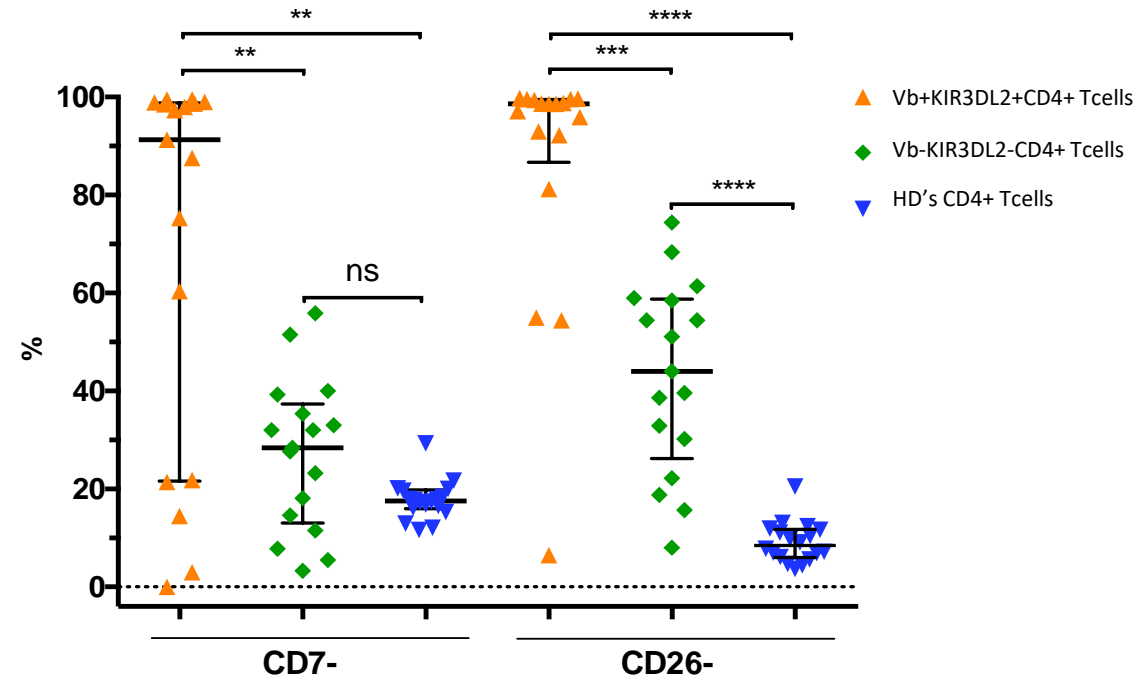 ** ****
** ***
100
80
60
40
20
0
%
ns
****
Vb+KIR3DL2+CD4+ Tcells
Vb-KIR3DL2-CD4+ Tcells
HD's CD4+ Tcells
CD7- CD26-